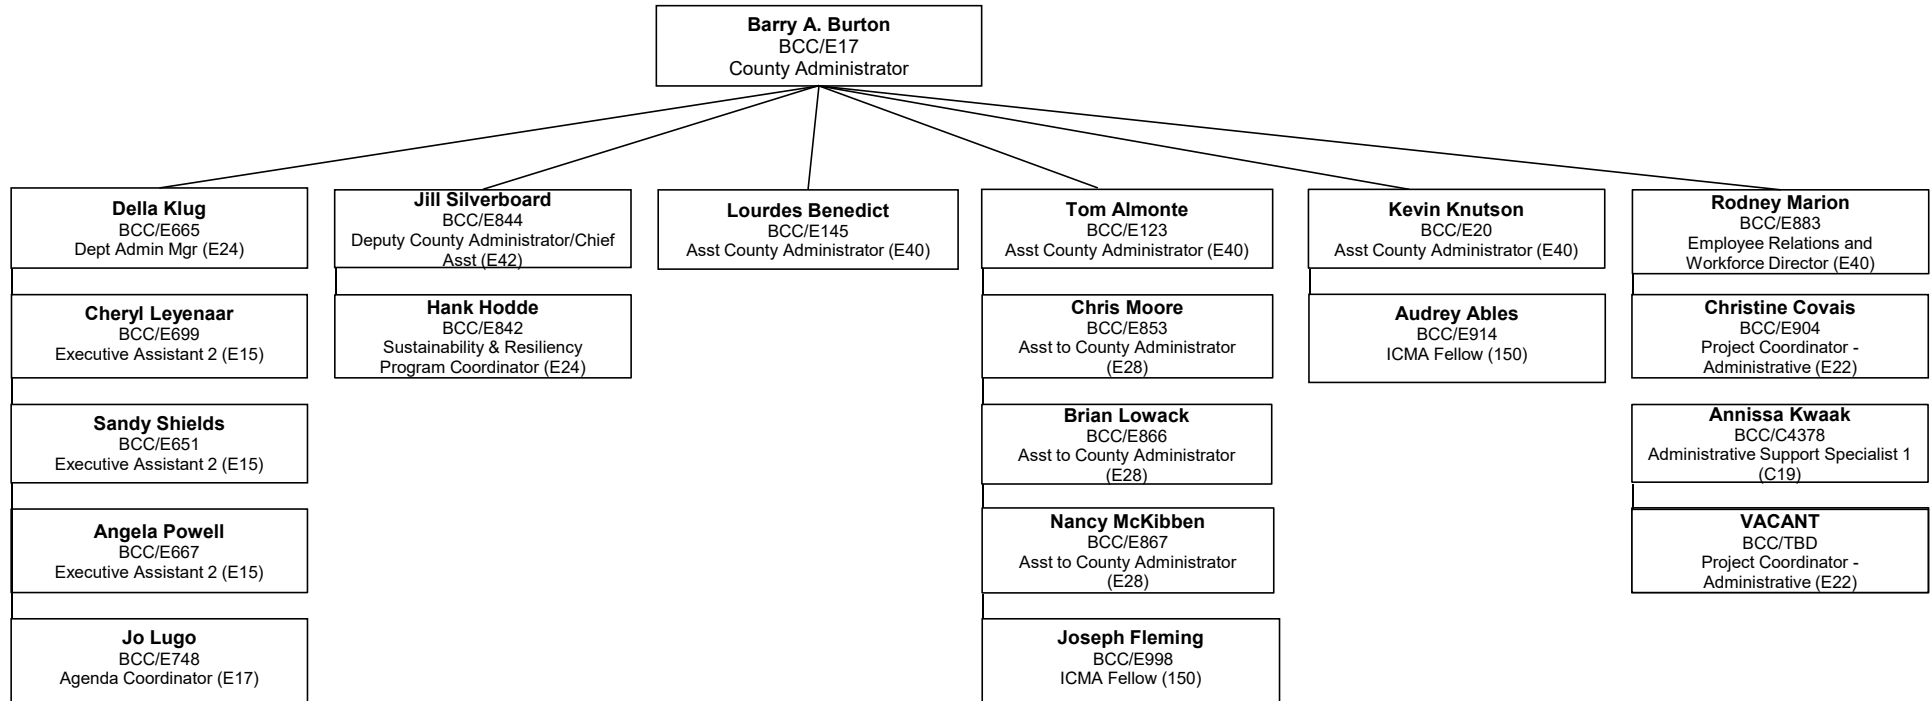 Barry A. Burton
BCC/E17
County Administrator
Della Klug
BCC/E665
Dept Admin Mgr (E24)
Cheryl Leyenaar
BCC/E699
Executive Assistant 2 (E15)
Sandy Shields
BCC/E651
Executive Assistant 2 (E15)
Angela Powell
BCC/E667
Executive Assistant 2 (E15)
Jo Lugo
BCC/E748
Agenda Coordinator (E17)
Jill Silverboard
BCC/E844
Deputy County Administrator/Chief
Asst (E42)
Hank Hodde
BCC/E842
Sustainability & Resiliency
Program Coordinator (E24)
Lourdes Benedict
BCC/E145
Asst County Administrator (E40)
Tom Almonte
BCC/E123
Asst County Administrator (E40)
Chris Moore
BCC/E853
Asst to County Administrator
(E28)
Brian Lowack
BCC/E866
Asst to County Administrator
(E28)
Nancy McKibben
BCC/E867
Asst to County Administrator
(E28)
Joseph Fleming
BCC/E998
ICMA Fellow (150)
Kevin Knutson
BCC/E20
Asst County Administrator (E40)
Audrey Ables
BCC/E914
ICMA Fellow (150)
Rodney Marion
BCC/E883
Employee Relations and
Workforce Director (E40)
Christine Covais
BCC/E904
Project Coordinator -
Administrative (E22)
Annissa Kwaak
BCC/C4378
Administrative Support Specialist 1
(C19)
VACANT
BCC/TBD
Project Coordinator -
Administrative (E22)